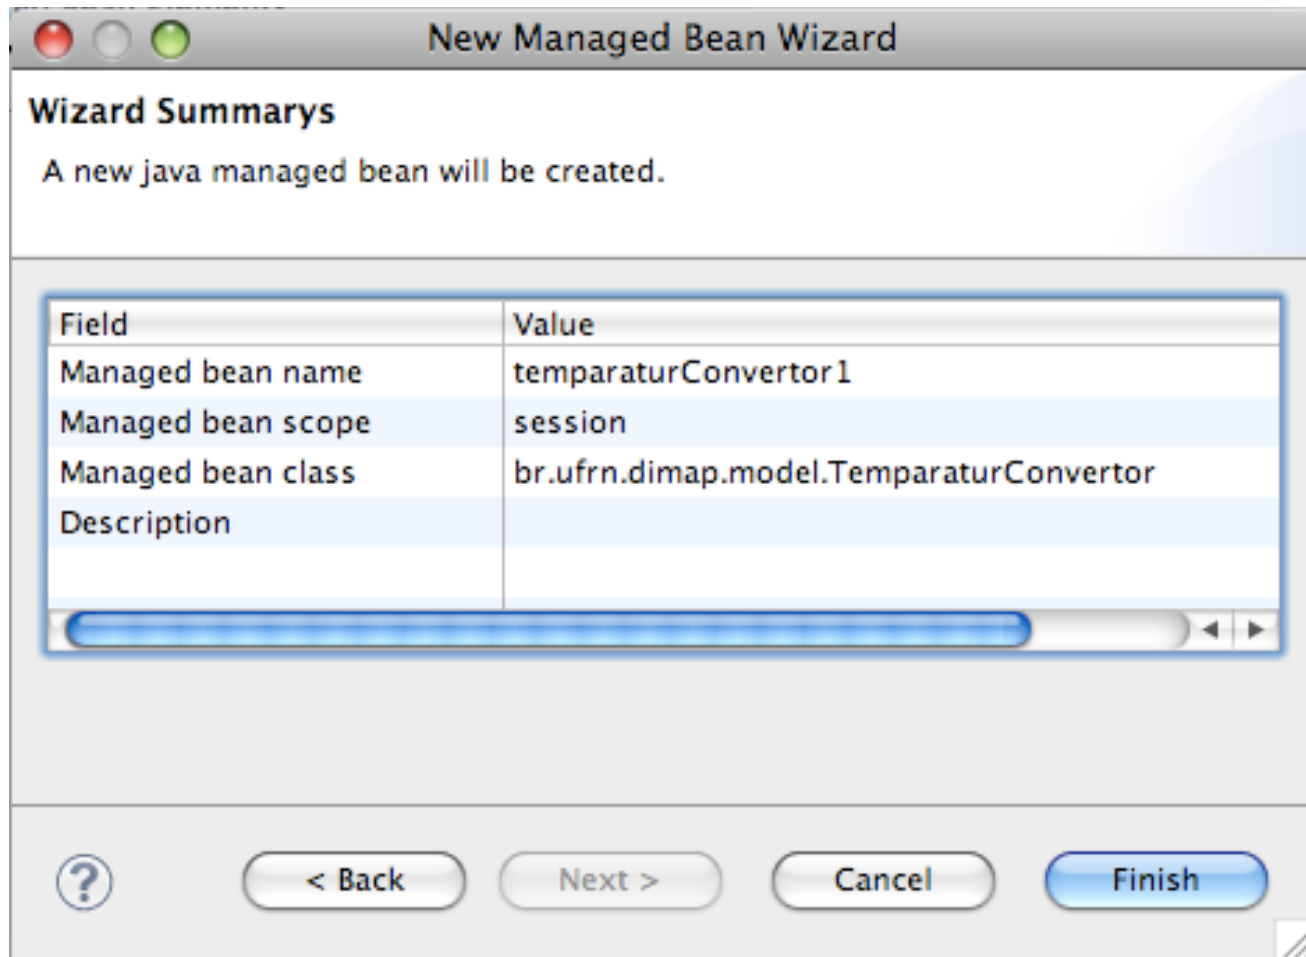 New Managed Bean Wizard
Wizard Summarys
A new java managed bean will be created.
Field Value
Managed bean name temparaturConvertor1
Managed bean scope session
Managed bean class br.ufrn.dimap.model.TemparaturConvertor
Description
? < Back Next > Cancel Finish